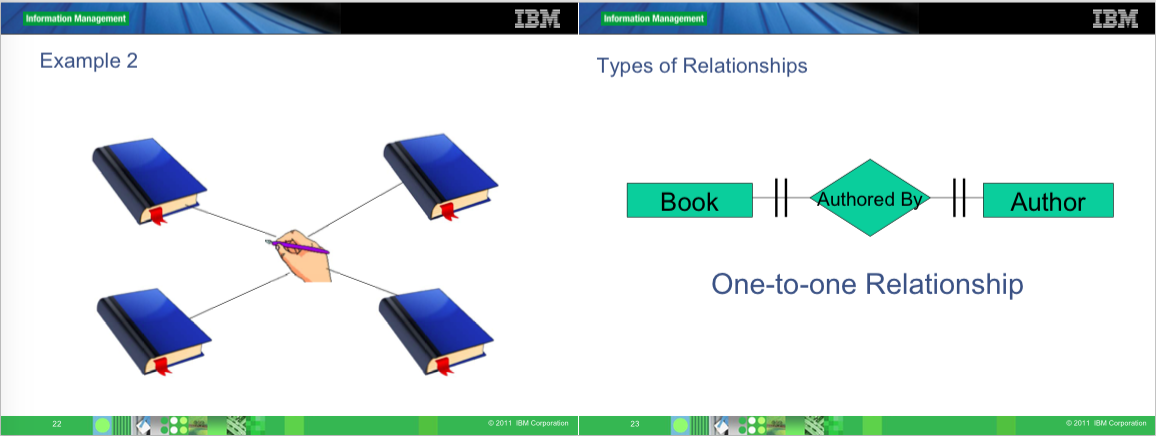 Information Management
IBM
Example 2
22
© 2011 IBM Corporation
Information Management
IBM
Types of Relationships
Book
Authored By
Author
One-to-one Relationship
23
© 2011 IBM Corporation